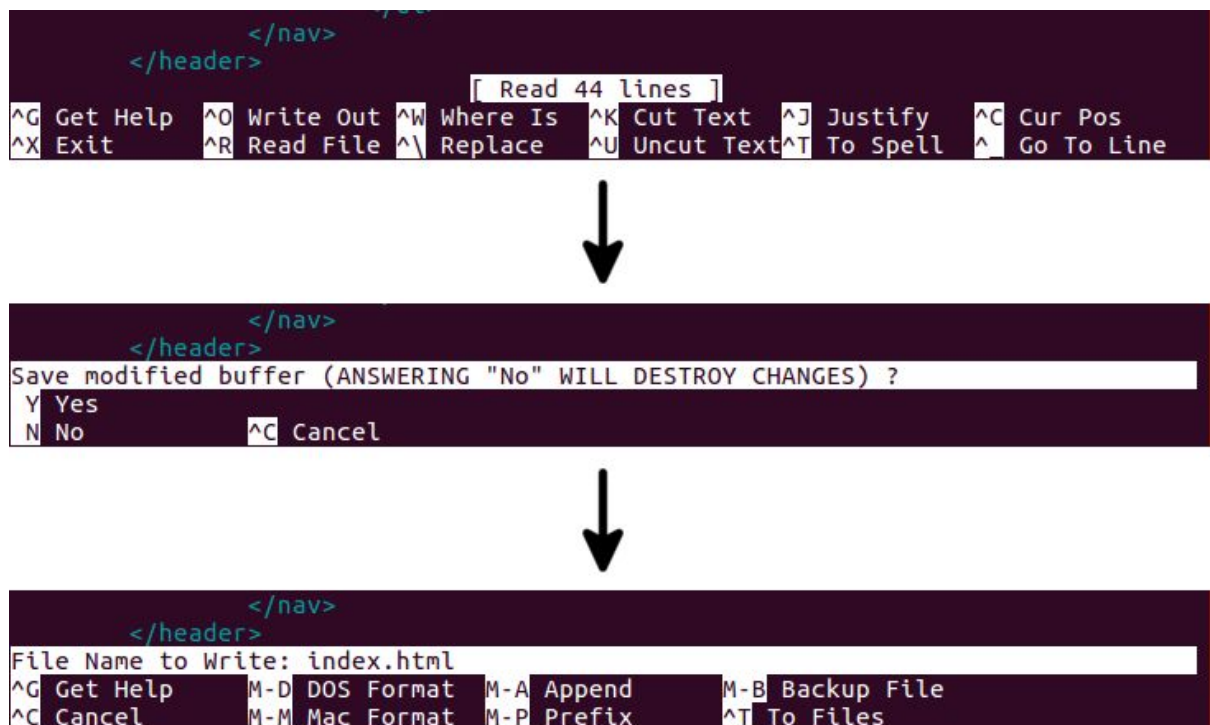 </nav>
</header>
[ Read 44 lines ]
^G Get Help ^O Write Out ^W Where Is ^K Cut Text ^J Justify ^C Cur Pos
^X Exit ^R Read File ^\ Replace ^U Uncut Text ^T To Spell ^_ Go To Line
</nav>
</header>
Save modified buffer (ANSWERING "No" WILL DESTROY CHANGES) ?
Y Yes
N No ^C Cancel
</nav>
</header>
File Name to Write: index.html
^G Get Help M-D DOS Format M-A Append M-B Backup File
^C Cancel M-M Mac Format M-P Prefix ^T To Files